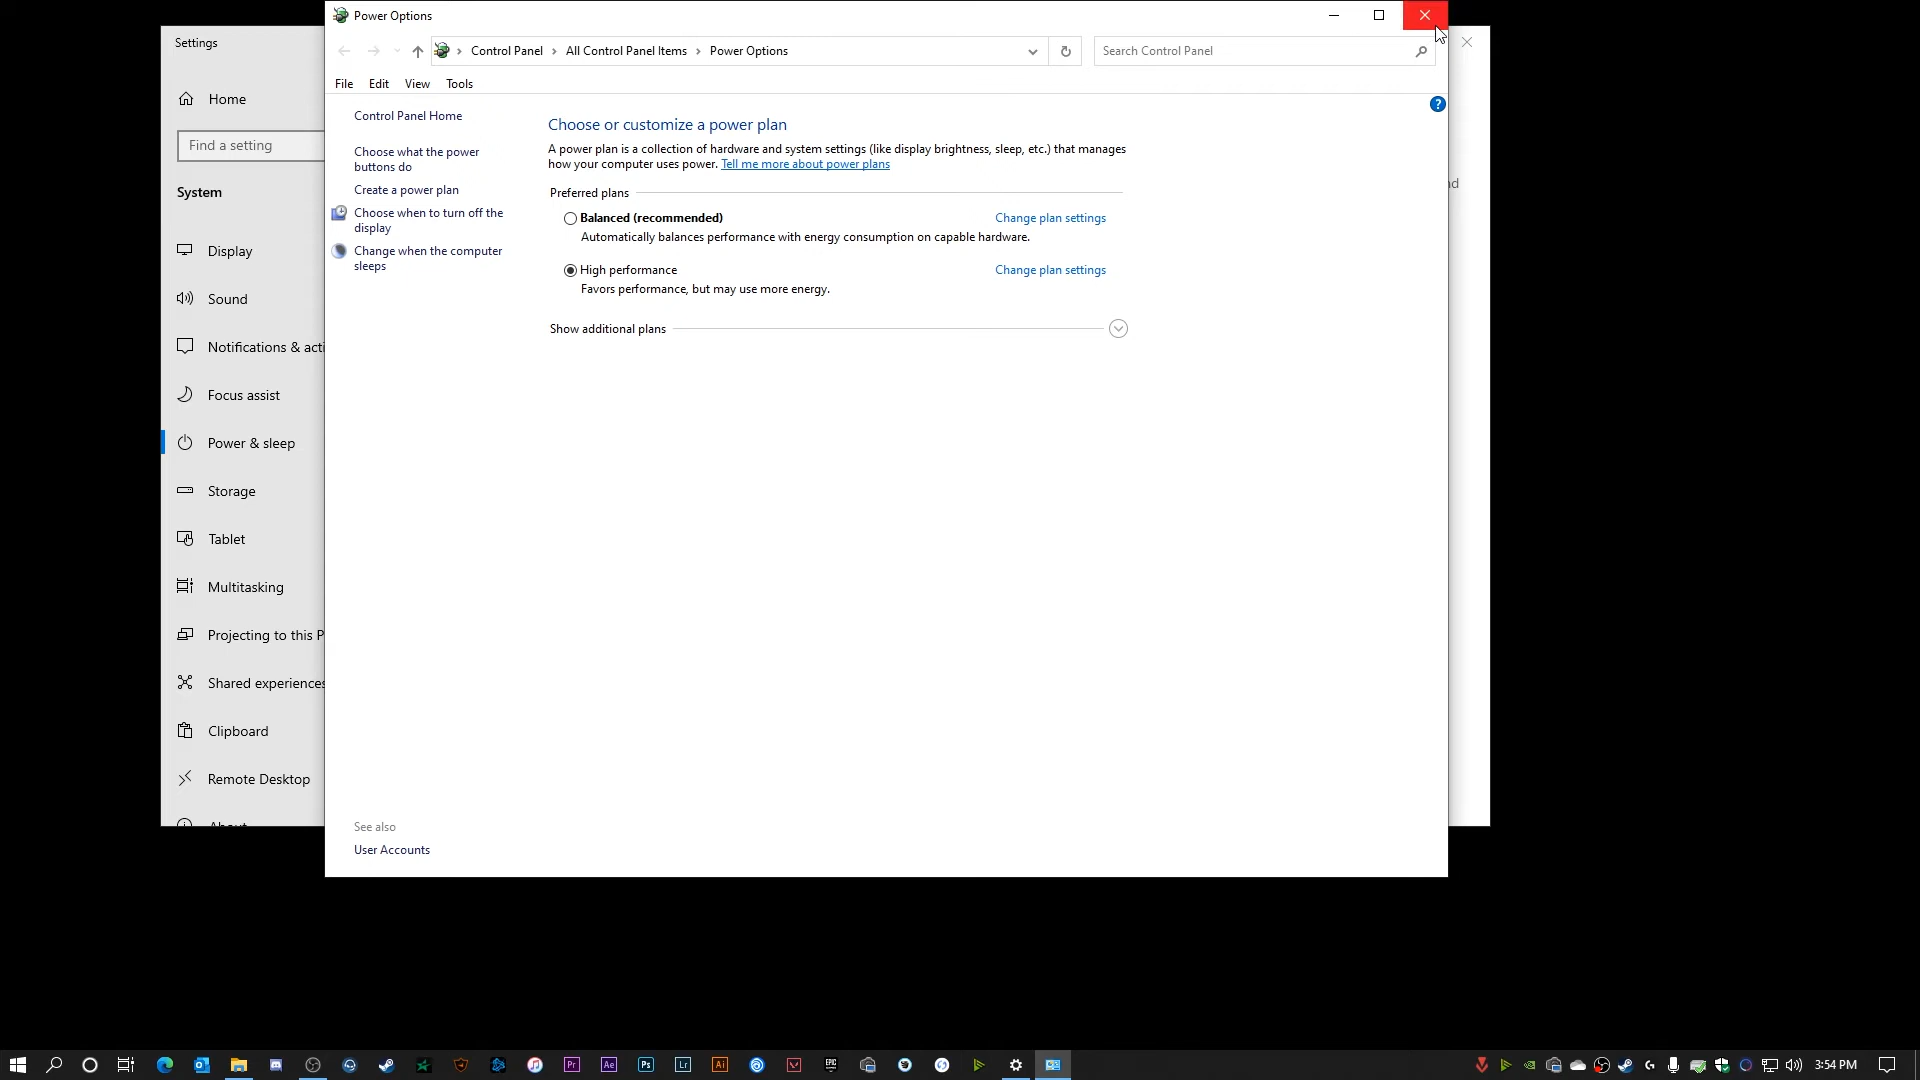 Power Options
Settings
Control Panel
All Control Panel Items
Power Options
Search Control Panel
File
Edit
View
Tools
Home
Find a setting
System
Display
Sound
Notifications & acti
Focus assist
Power & sleep
Storage
Tablet
Multitasking
Projecting to this P
Shared experiences
Clipboard
Remote Desktop
Control Panel Home
Choose what the power
buttons do
Create a power plan
Choose when to turn off the
display
Change when the computer
sleeps
See also
User Accounts
Choose or customize a power plan
A power plan is a collection of hardware and system settings (like display brightness, sleep, etc.) that manages
how your computer uses power. Tell me more about power plans
Preferred plans
Balanced (recommended)
Change plan settings
Automatically balances performance with energy consumption on capable hardware.
High performance
Change plan settings
Favors performance, but may use more energy.
Show additional plans
?
Pr
Ae
Ps
Lr
Ai
EPIC
3:54 PM